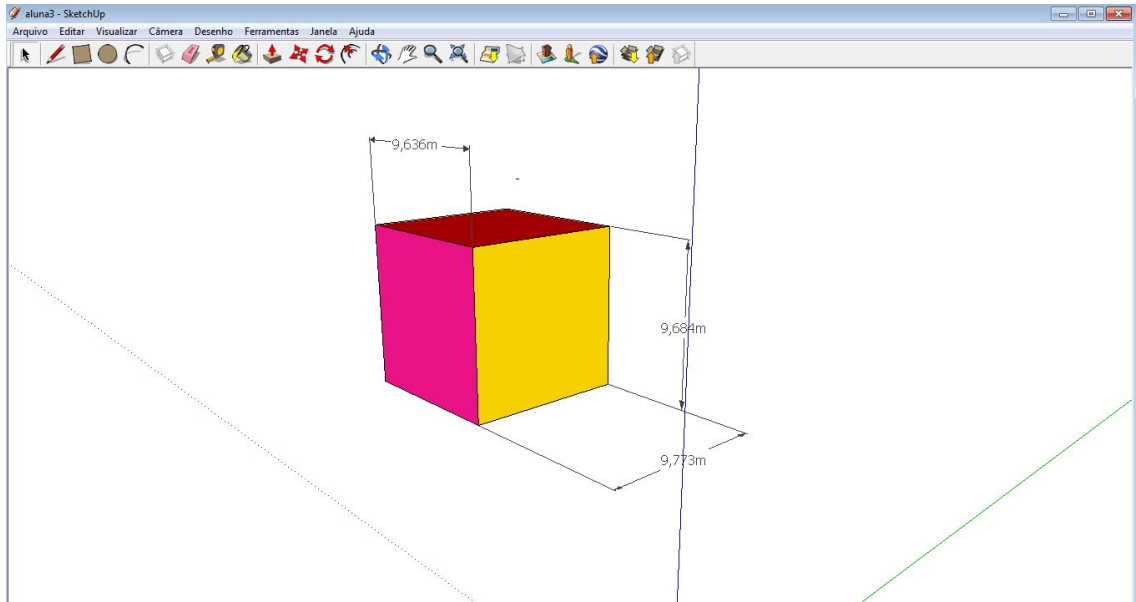 aluna3 - SketchUp
Arquivo Editar Visualizar Câmera Desenho Ferramentas Janela Ajuda
9,636m
9,684m
9,773m